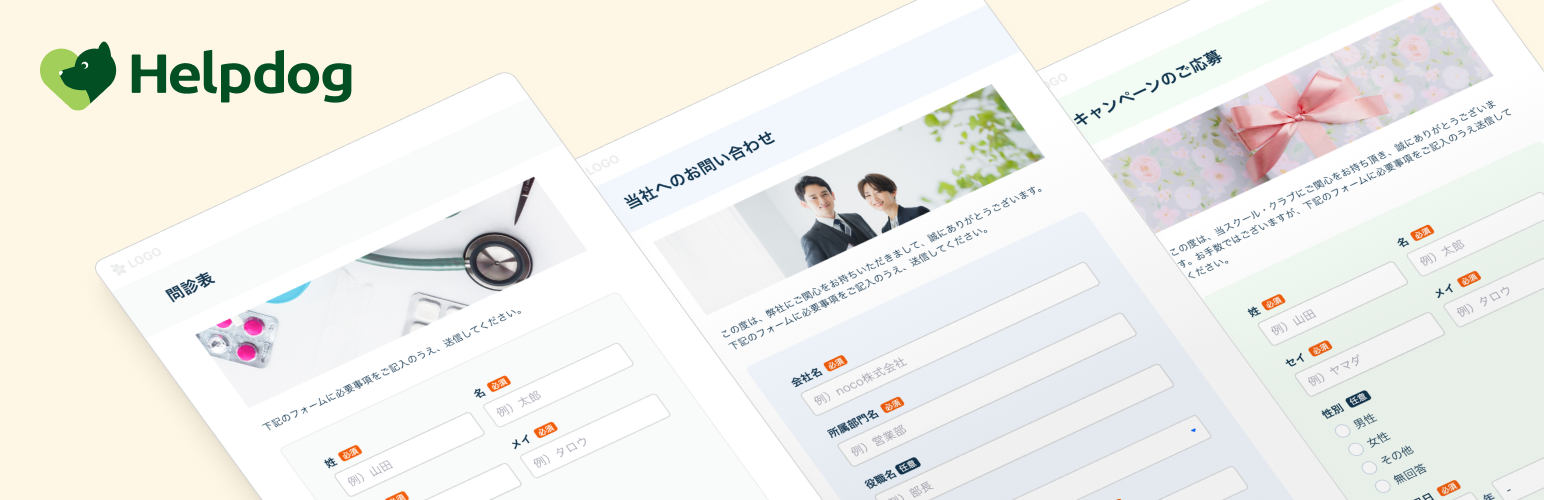 Helpdog
LOGO
問診表
下記のフォームに必要事項をご記入のうえ、送信してください。
姓 必須
例）山田
名 必須
例）太郎
必須
メイ 必須
例）タロウ
LOGO
当社へのお問い合わせ
この度は、弊社にご関心をお持ちいただきまして、誠にありがとうございます。
下記のフォームに必要事項をご記入のうえ、送信してください。
会社名 必須
例）noco株式会社
所属部門名 必須
例）営業部
役職名 任意
例）部長
LOGO
キャンペーンのご応募
この度は、当スクール・クラブにご関心をお持ち頂き、誠にありがとうございま
す。お手数ではございますが、下記のフォームに必要事項をご記入のうえ送信して
ください。
姓 必須
例）山田
名 必須
例）太郎
セイ 必須
例）ヤマダ
メイ 必須
例）タロウ
性別 任意
男性
女性
その他
無回答
必須
年
-